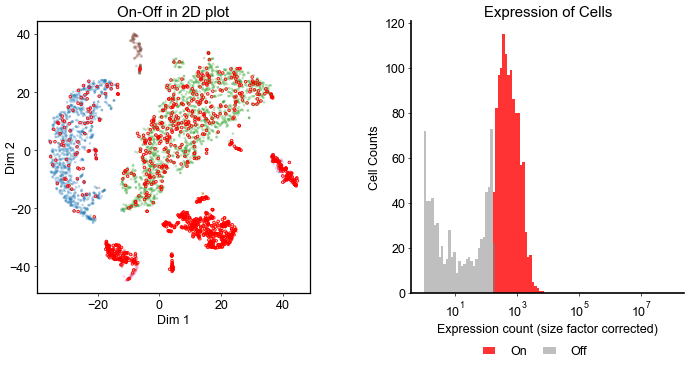 On-Off in 2D plot
Dim 2
40
20
0
−20
−40
−20
0
20
40
Dim 1
Expression of Cells
Cell Counts
120
100
80
60
40
20
0
10^1
10^3
10^5
10^7
Expression count (size factor corrected)
On
Off